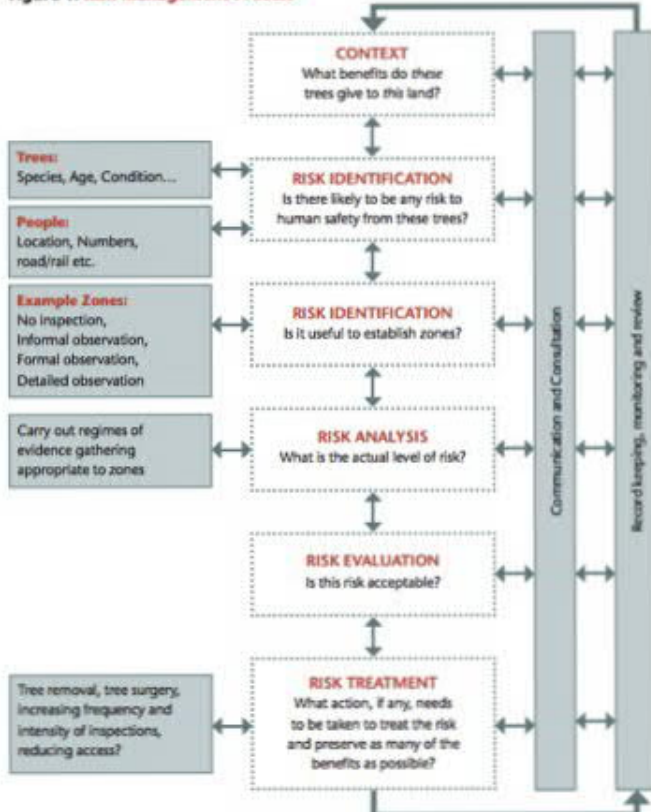 CONTEXT
What benefits do these
trees give to this land?
Trees:
Species, Age, Condition...
People:
Location, Numbers,
road/rail etc.
RISK IDENTIFICATION
Is there likely to be any risk to
human safety from these trees?
Example Zones:
No inspection,
Informal observation,
Formal observation,
Detailed observation
RISK IDENTIFICATION
Is it useful to establish zones?
Carry out regimes of
evidence gathering
appropriate to zones
RISK ANALYSIS
What is the actual level of risk?
RISK EVALUATION
Is this risk acceptable?
Tree removal, tree surgery,
increasing frequency and
intensity of inspections,
reducing access?
RISK TREATMENT
What action, if any, needs
to be taken to treat the risk
and preserve as many of the
benefits as possible?
Communication and Consultation
Record keeping, monitoring and review